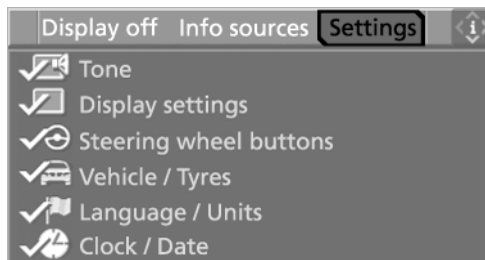 Display off Info sources Settings i
Tone
Display settings
Steering wheel buttons
Vehicle / Tyres
Language / Units
Clock / Date